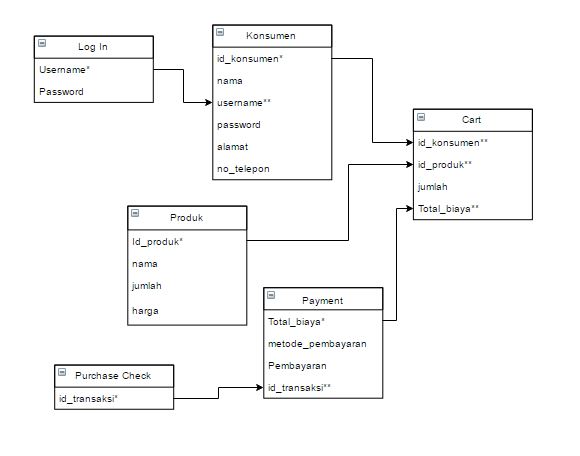 Log In
Username*
Password
Konsumen
id_konsumen*
nama
username**
password
alamat
no_telepon
Cart
id_konsumen**
id_produk**
jumlah
Total_biaya**
Produk
Id_produk*
nama
jumlah
harga
Payment
Total_biaya*
metode_pembayaran
Pembayaran
id_transaksi**
Purchase Check
id_transaksi*